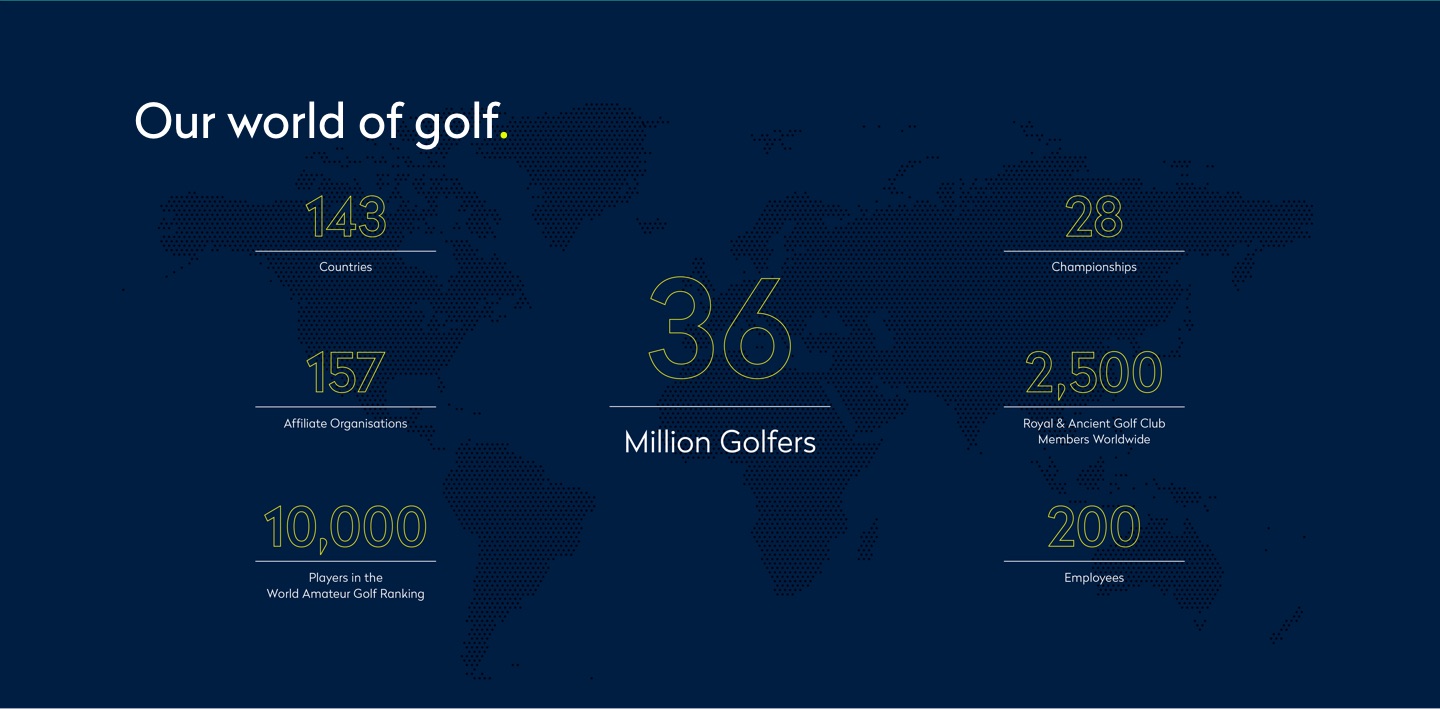 Our world of golf.
143
Countries
157
Affiliate Organisations
10,000
Players in the
World Amateur Golf Ranking
36
Million Golfers
28
Championships
2,500
Royal & Ancient Golf Club
Members Worldwide
200
Employees